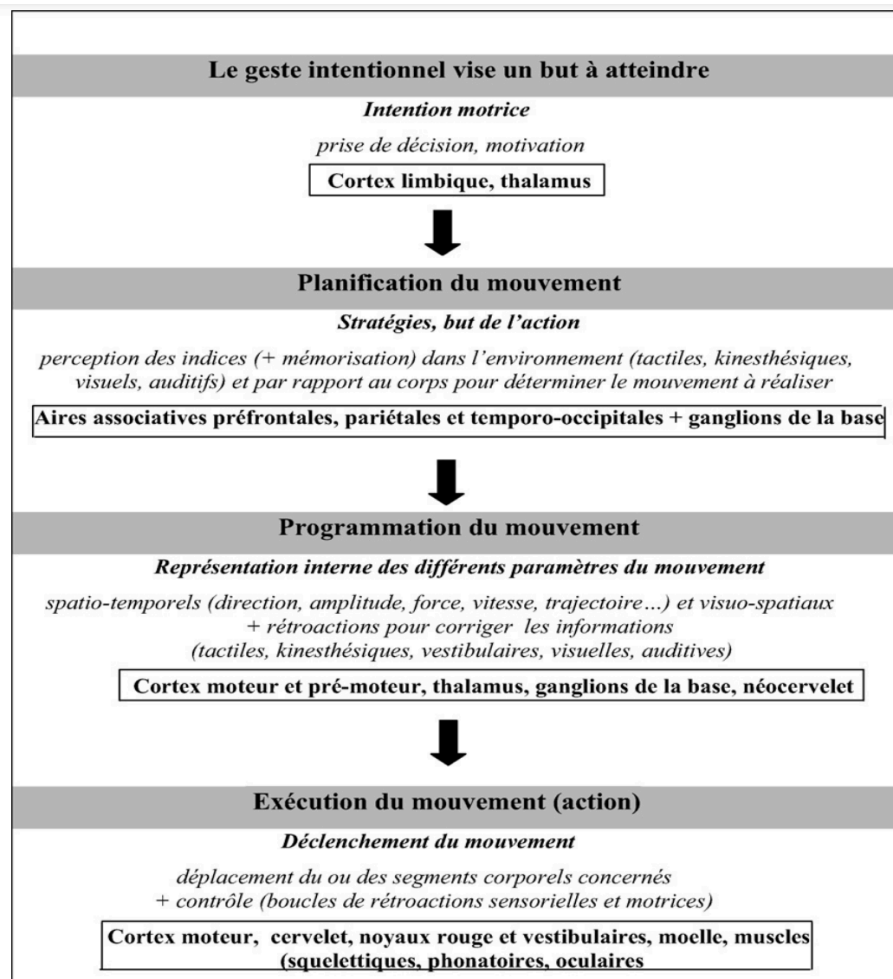 Le geste intentionnel vise un but à atteindre
Intention motrice
prise de décision, motivation
Cortex limbique, thalamus
Planification du mouvement
Stratégies, but de l'action
perception des indices (+ mémorisation) dans l'environnement (tactiles, kinesthésiques,
visuels, auditifs) et par rapport au corps pour déterminer le mouvement à réaliser
Aires associatives préfrontales, pariétales et temporo-occipitales + ganglions de la base
Programmation du mouvement
Représentation interne des différents paramètres du mouvement
spatio-temporels (direction, amplitude, force, vitesse, trajectoire…) et visuo-spatiaux
+ rétroactions pour corriger les informations
(tactiles, kinesthésiques, vestibulaires, visuelles, auditives)
Cortex moteur et pré-moteur, thalamus, ganglions de la base, néocervelet
Exécution du mouvement (action)
Déclenchement du mouvement
déplacement du ou des segments corporels concernés
+ contrôle (boucles de rétroactions sensorielles et motrices)
Cortex moteur, cervelet, noyaux rouge et vestibulaires, moelle, muscles
(squelettiques, phonatoires, oculaires